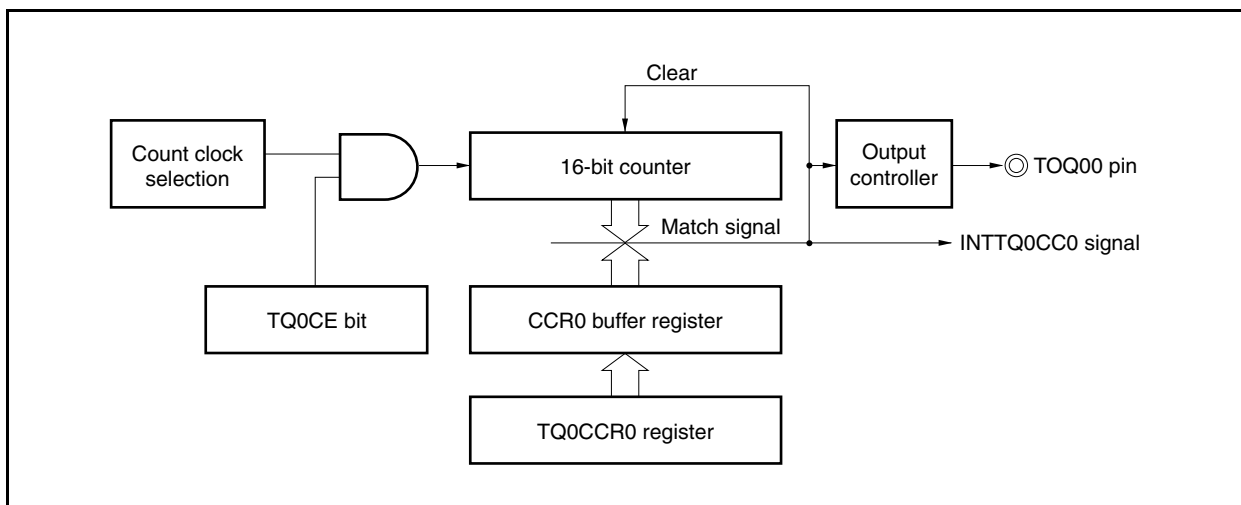 Clear
Count clock
selection
16-bit counter
Output
controller
TOQ00 pin
Match signal
INTTQ0CC0 signal
TQ0CE bit
CCR0 buffer register
TQ0CCR0 register